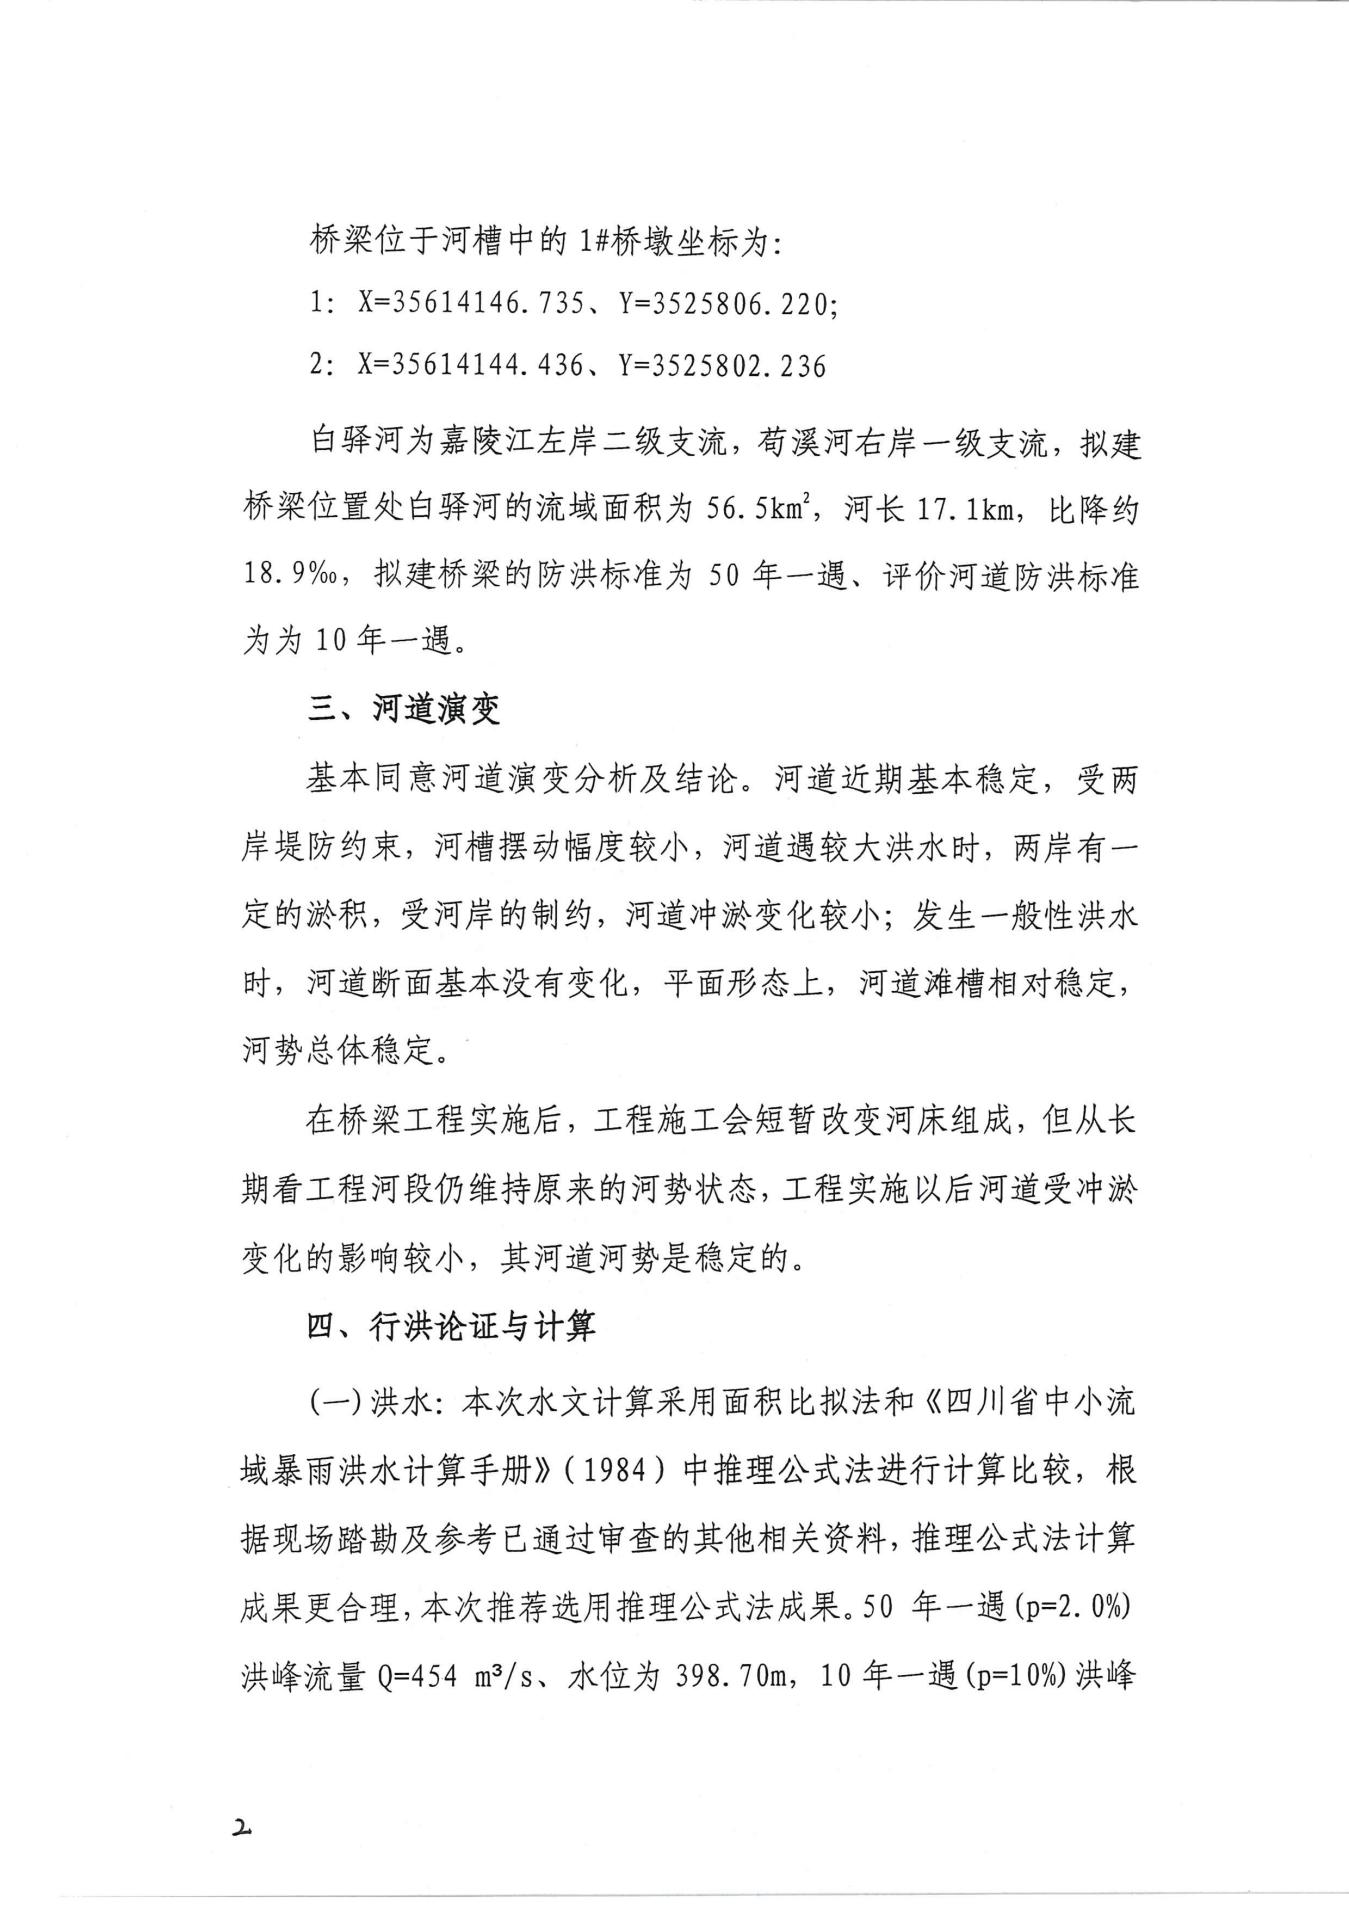 桥梁位于河槽中的 1#桥墩坐标为:
1: X=35614146.735、Y=3525806.220;
2: X=35614144.436、Y=3525802.236
白驿河为嘉陵江左岸二级支流，荀溪河右岸一级支流，拟建
桥梁位置处白驿河的流域面积为 56.5km²，河长 17.1km，比降约
18.9‰，拟建桥梁的防洪标准为 50 年一遇、评价河道防洪标准
为为 10 年一遇。
三、河道演变
基本同意河道演变分析及结论。河道近期基本稳定，受两
岸堤防约束，河槽摆动幅度较小，河道遇较大洪水时，两岸有一
定的淤积，受河岸的制约，河道冲淤变化较小；发生一般性洪水
时，河道断面基本没有变化，平面形态上，河道滩槽相对稳定，
河势总体稳定。
在桥梁工程实施后，工程施工会短暂改变河床组成，但从长
期看工程河段仍维持原来的河势状态，工程实施以后河道受冲淤
变化的影响较小，其河道河势是稳定的。
四、行洪论证与计算
(一)洪水：本次水文计算采用面积比拟法和《四川省中小流
域暴雨洪水计算手册》(1984) 中推理公式法进行计算比较，根
据现场踏勘及参考已通过审查的其他相关资料，推理公式法计算
成果更合理，本次推荐选用推理公式法成果。50 年一遇(p=2.0%)
洪峰流量 Q=454 m³/s、水位为 398.70m，10 年一遇(p=10%)洪峰
2